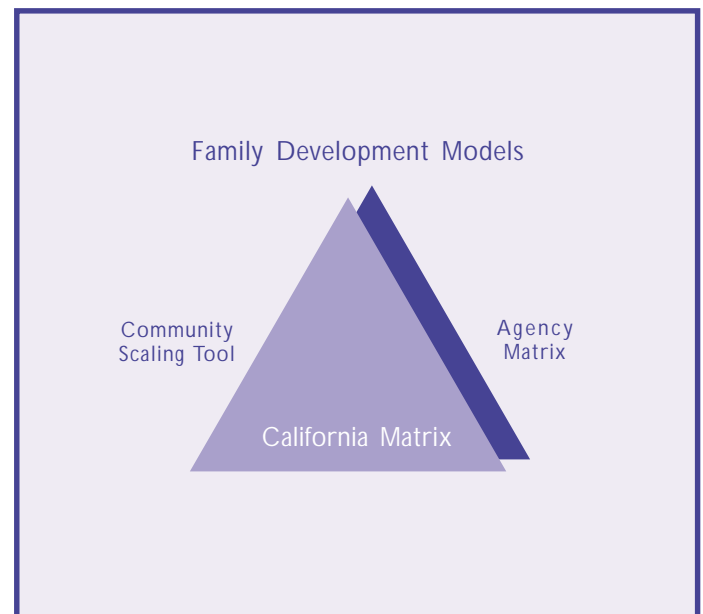 Family Development Models
Community
Scaling Tool
Agency
Matrix
California Matrix